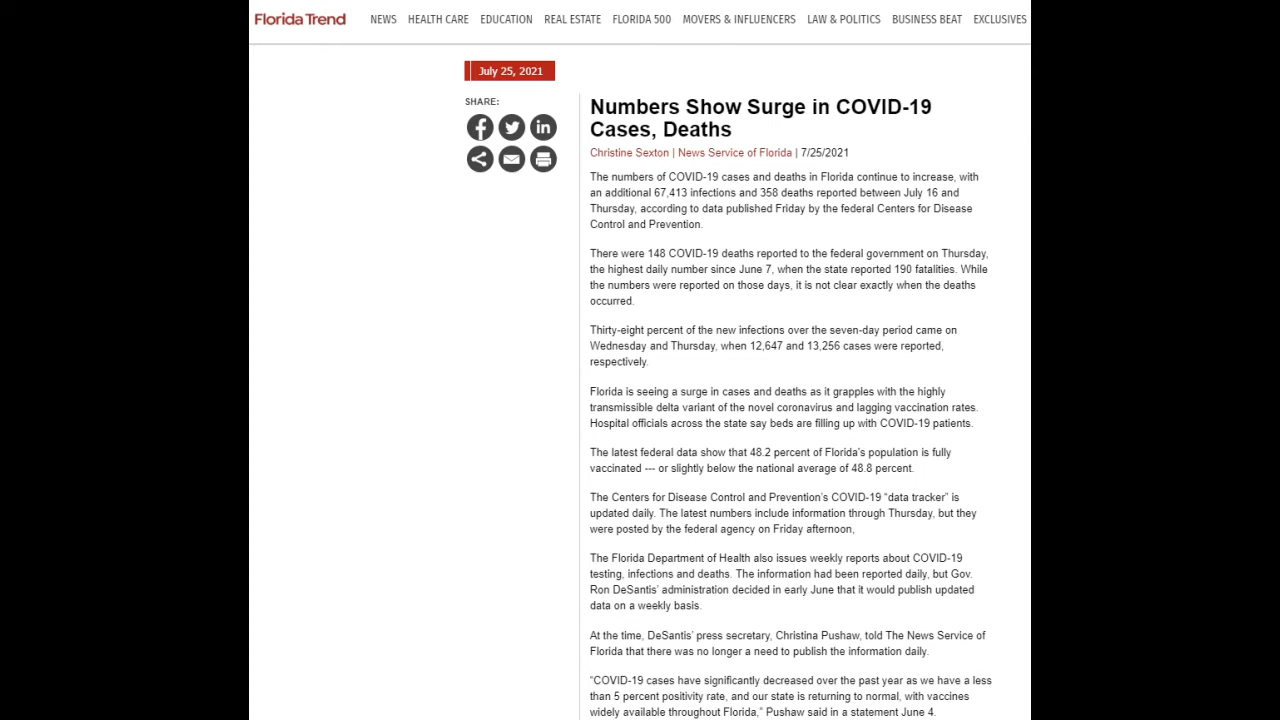 Florida Trend NEWS HEALTH CARE EDUCATION REAL ESTATE FLORIDA 500 MOVERS & INFLUENCERS LAW & POLITICS BUSINESS BEAT EXCLUSIVES
July 25, 2021
SHARE:
Numbers Show Surge in COVID-19
Cases, Deaths
Christine Sexton | News Service of Florida | 7/25/2021
The numbers of COVID-19 cases and deaths in Florida continue to increase, with
an additional 67,413 infections and 358 deaths reported between July 16 and
Thursday, according to data published Friday by the federal Centers for Disease
Control and Prevention.
There were 148 COVID-19 deaths reported to the federal government on Thursday,
the highest daily number since June 7, when the state reported 190 fatalities. While
the numbers were reported on those days, it is not clear exactly when the deaths
occurred.
Thirty-eight percent of the new infections over the seven-day period came on
Wednesday and Thursday, when 12,647 and 13,256 cases were reported,
respectively.
Florida is seeing a surge in cases and deaths as it grapples with the highly
transmissible delta variant of the novel coronavirus and lagging vaccination rates.
Hospital officials across the state say beds are filling up with COVID-19 patients.
The latest federal data show that 48.2 percent of Florida's population is fully
vaccinated --- or slightly below the national average of 48.8 percent.
The Centers for Disease Control and Prevention's COVID-19 “data tracker” is
updated daily. The latest numbers include information through Thursday, but they
were posted by the federal agency on Friday afternoon,
The Florida Department of Health also issues weekly reports about COVID-19
testing, infections and deaths. The information had been reported daily, but Gov.
Ron DeSantis’ administration decided in early June that it would publish updated
data on a weekly basis.
At the time, DeSantis’ press secretary, Christina Pushaw, told The News Service of
Florida that there was no longer a need to publish the information daily.
“COVID-19 cases have significantly decreased over the past year as we have a less
than 5 percent positivity rate, and our state is returning to normal, with vaccines
widely available throughout Florida,” Pushaw said in a statement June 4.